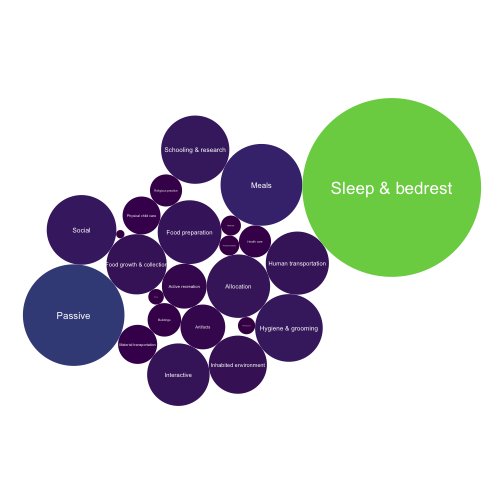 Schooling & research
Meals
Sleep & bedrest
Religious practice
Physical child care
Social
Food preparation
Health care
Food growth & collection
Human transportation
Active recreation
Allocation
Passive
Buildings
Artifacts
Hygiene & grooming
Material transportation
Inhabited environment
Interactive